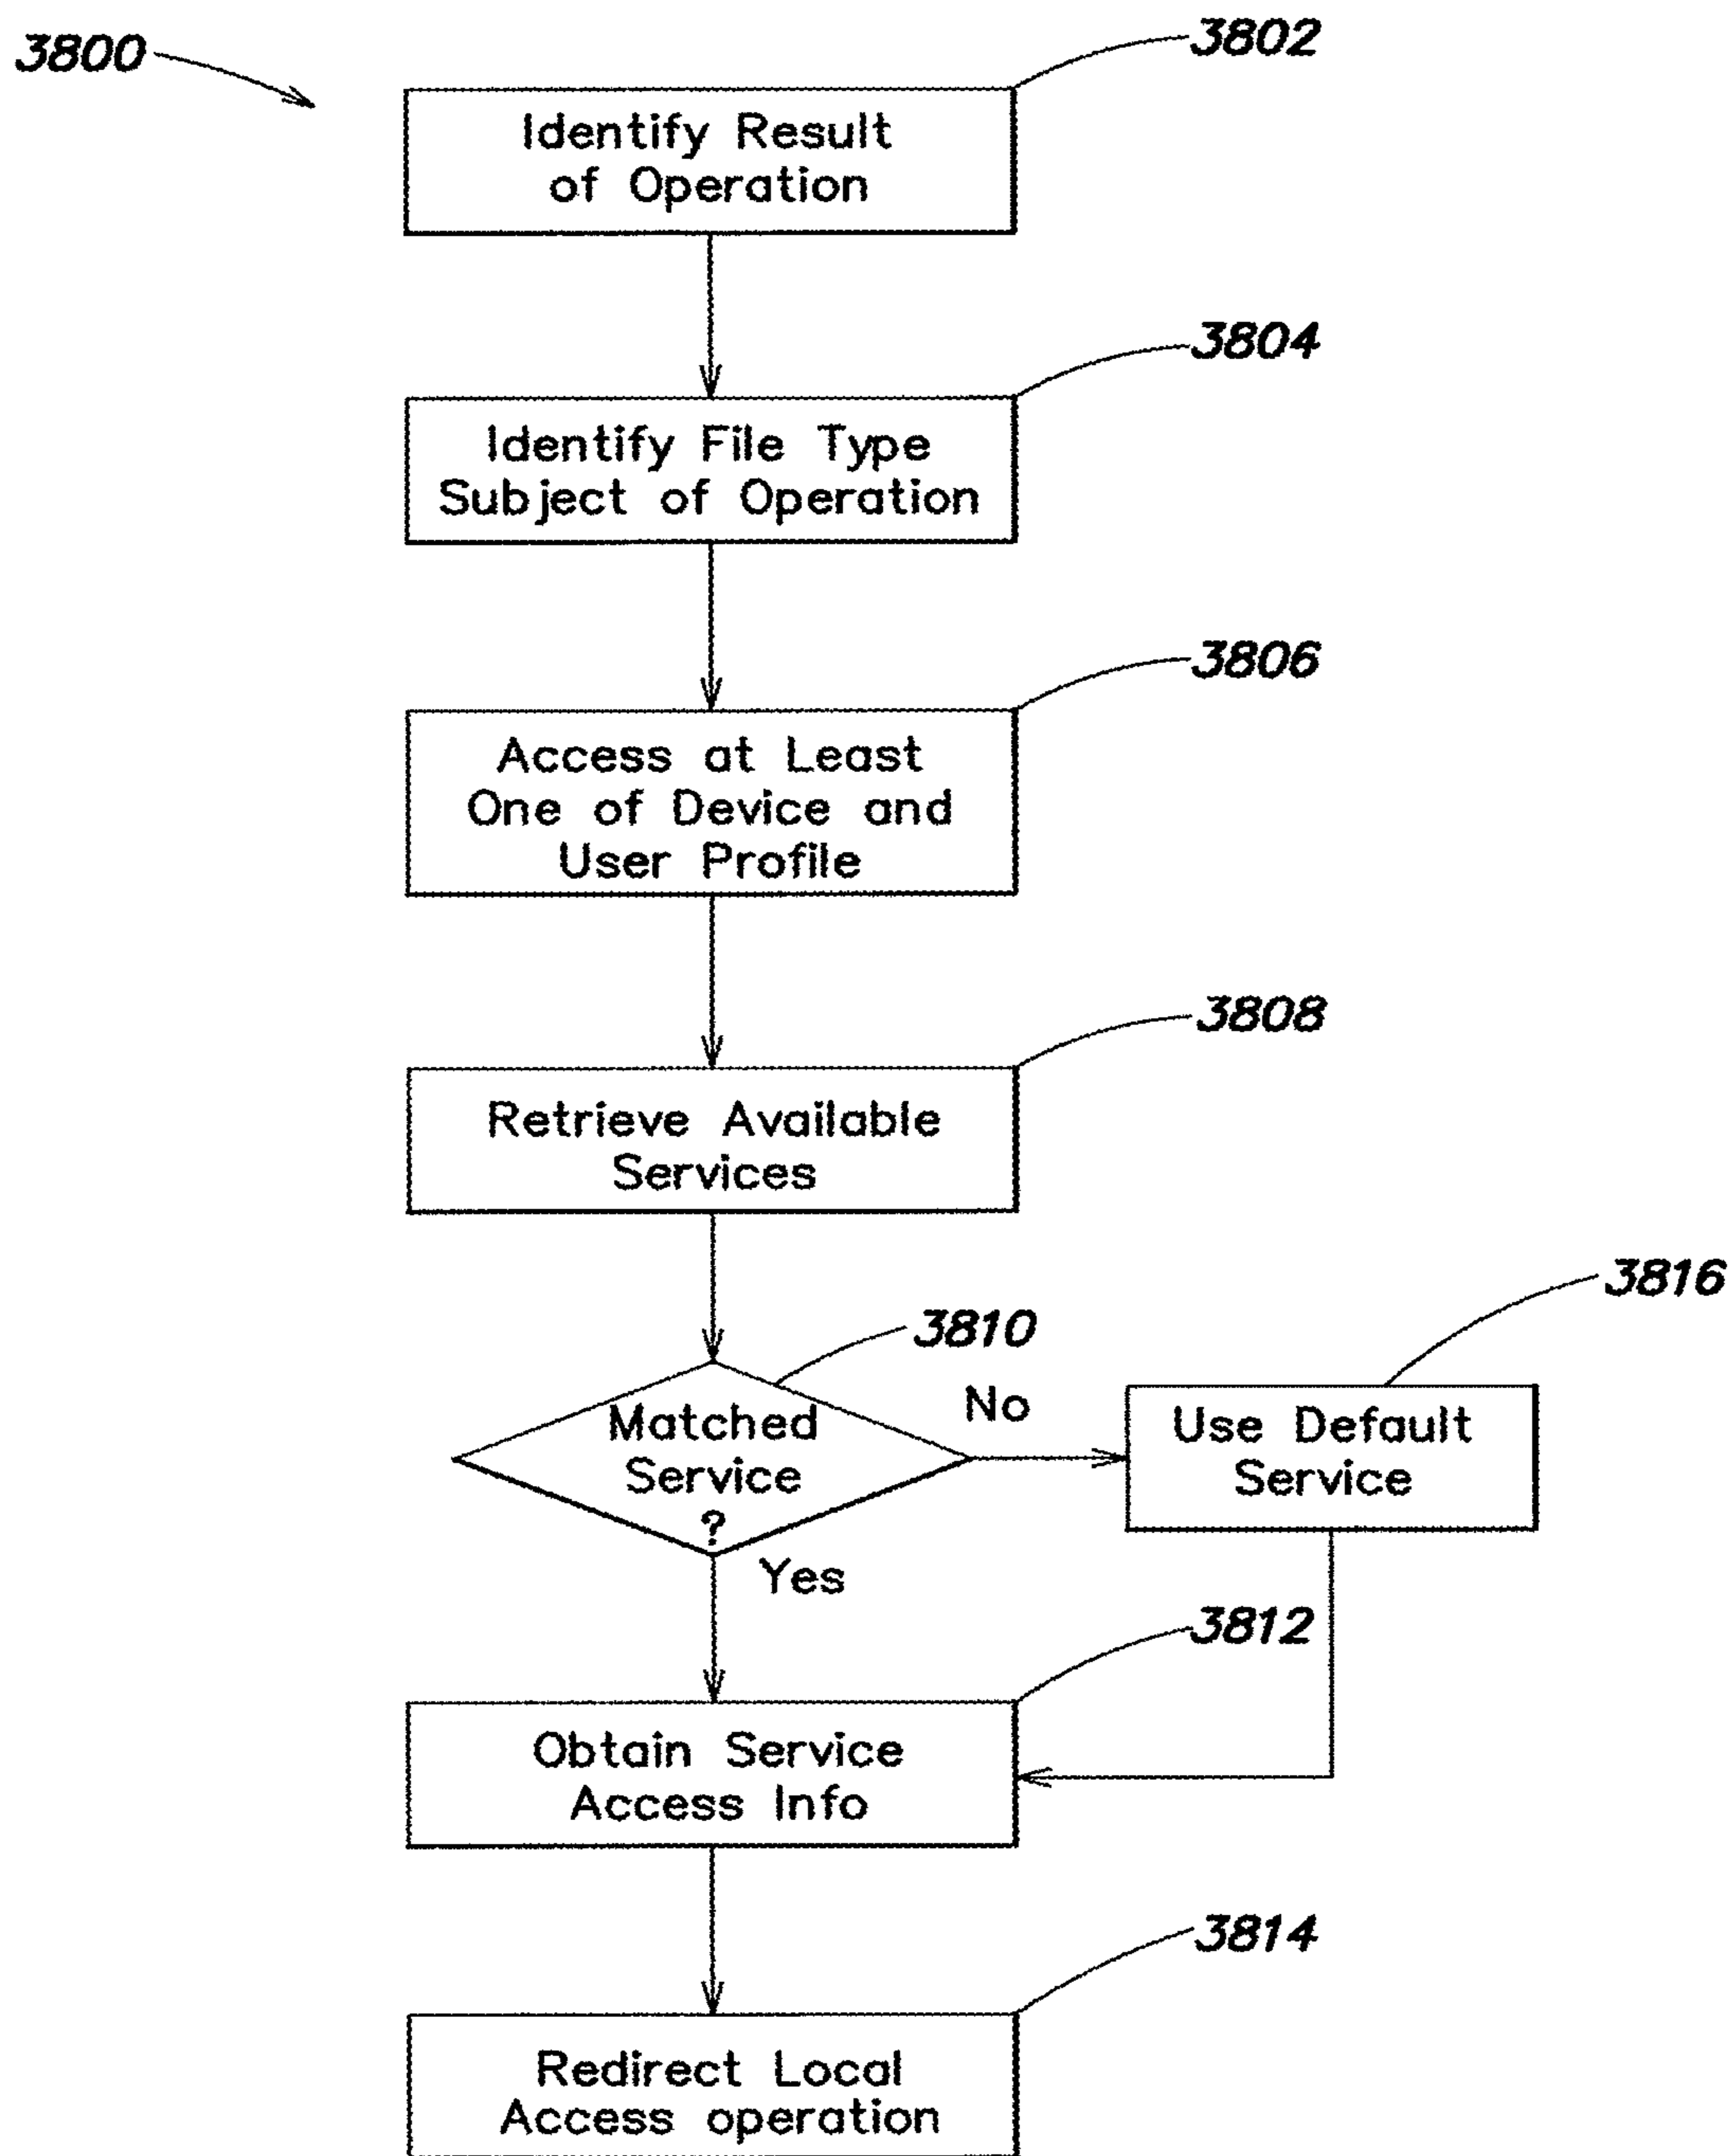 3800
3802
Identify Result
of Operation
3804
Identify File Type
Subject of Operation
3806
Access at Least
One of Device and
User Profile
3808
Retrieve Available
Services
3810
Matched
Service
?
No
3816
Use Default
Service
Yes
3812
Obtain Service
Access Info
3814
Redirect Local
Access operation